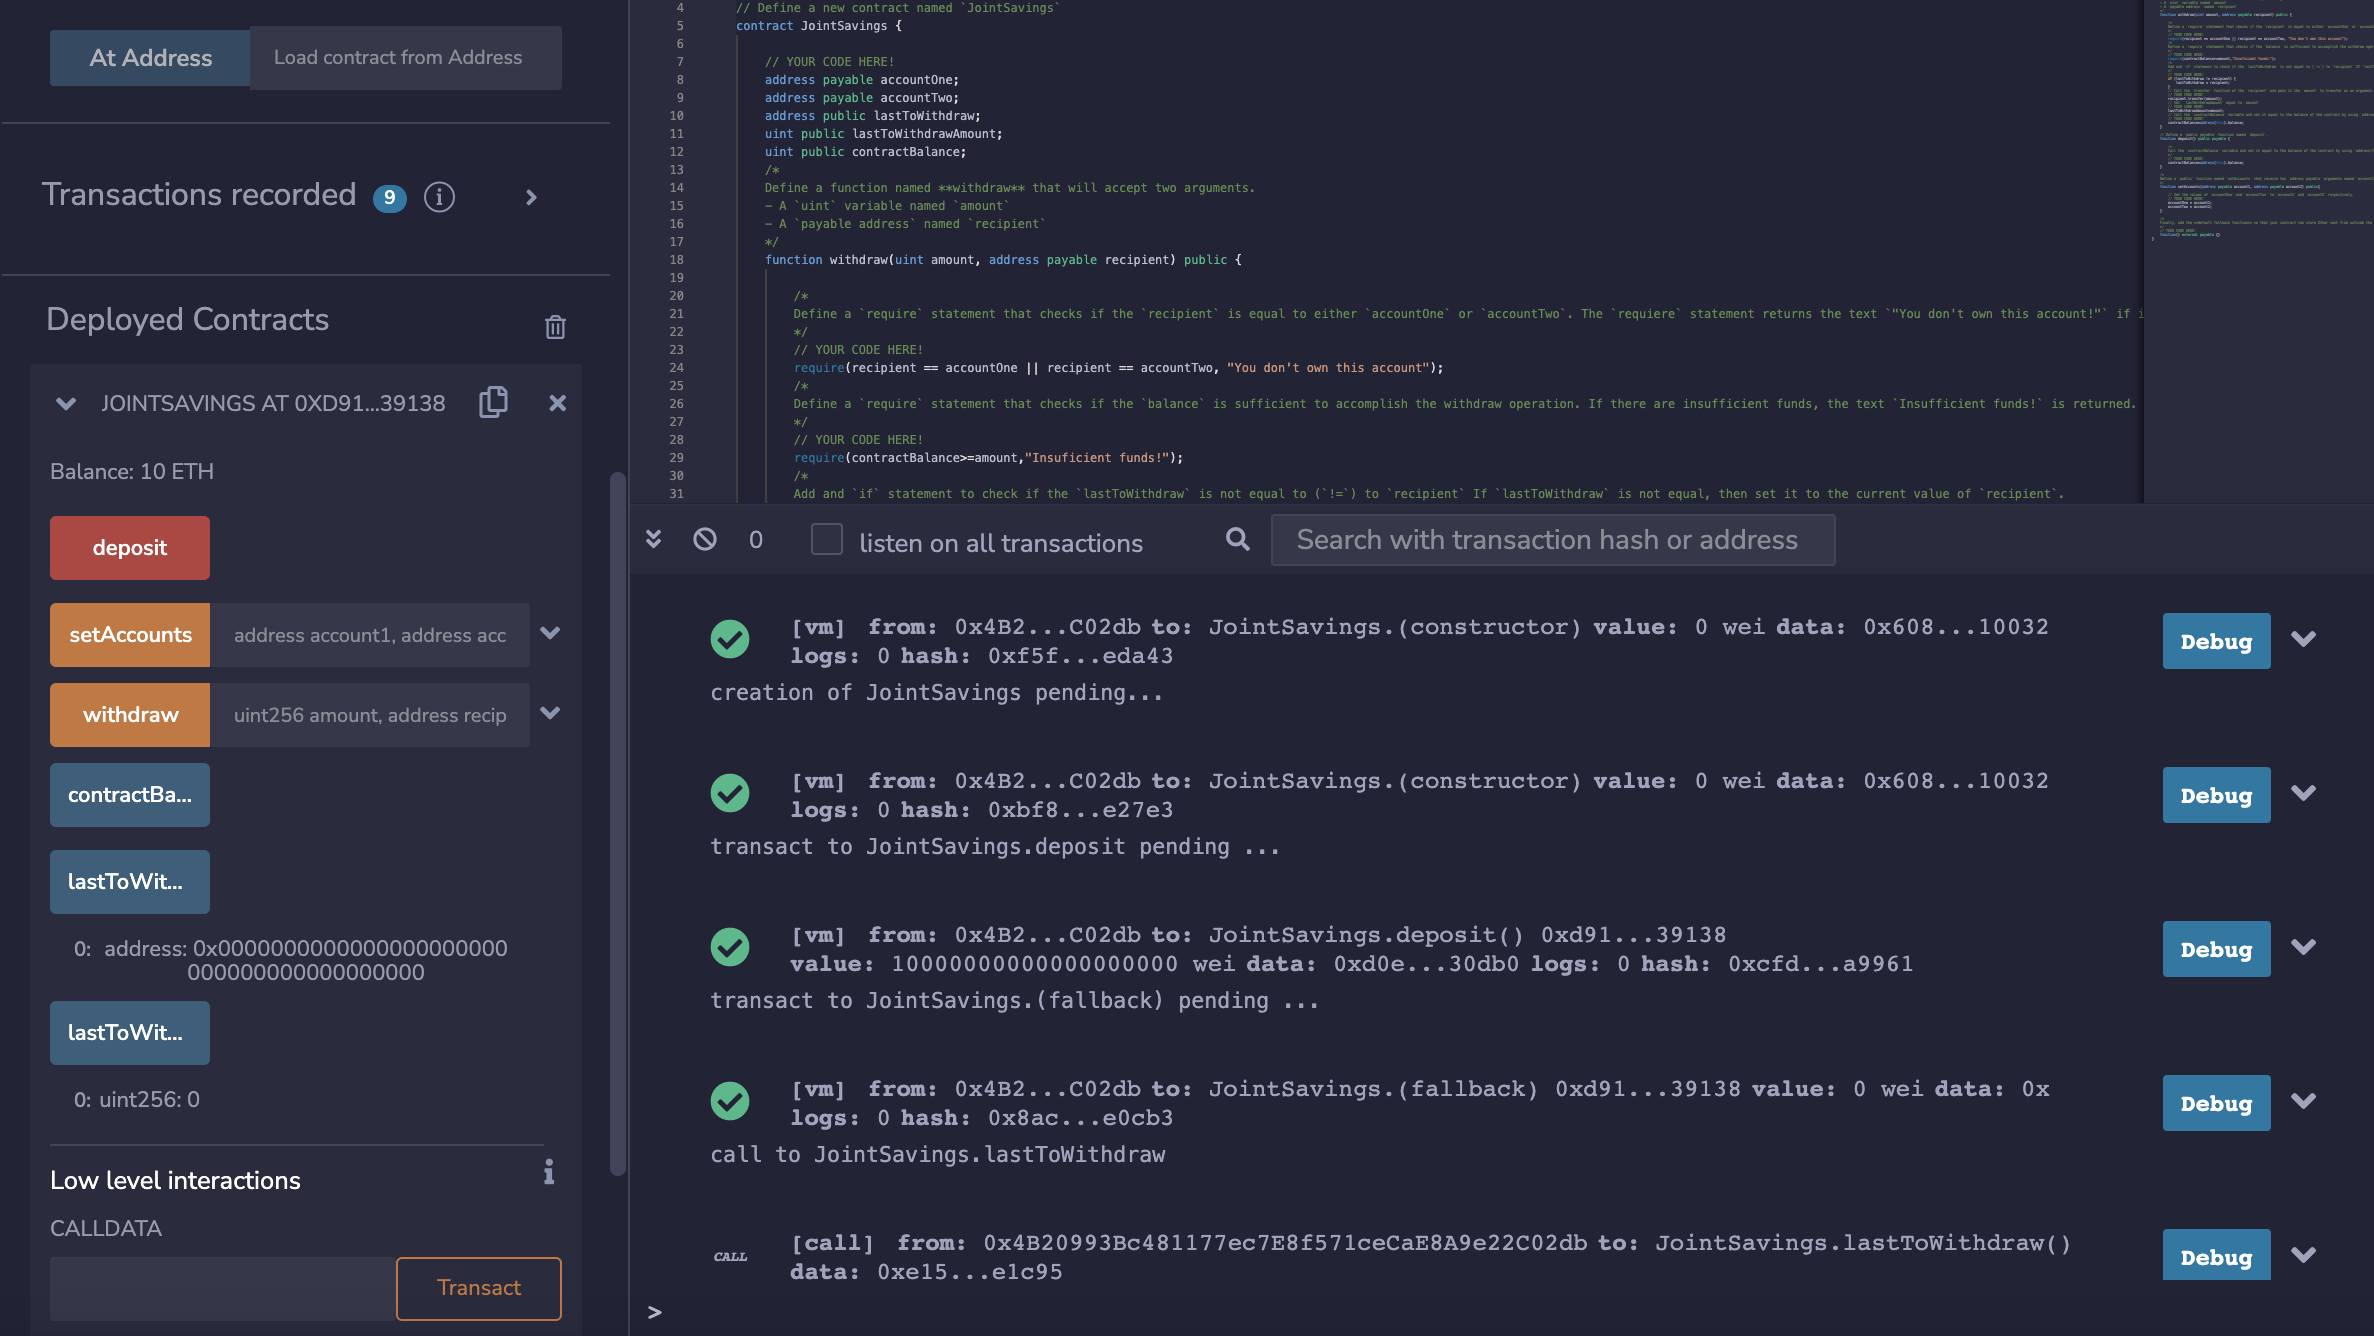 At Address
Load contract from Address
Transactions recorded 9
Deployed Contracts
JOINTSAVINGS AT 0XD91...39138
Balance: 10 ETH
deposit
setAccounts
address account1, address acc
withdraw
uint256 amount, address recip
contractBa...
lastToWit...
0: address: 0x0000000000000000000000
000000000000000000
lastToWit...
0: uint256: 0
Low level interactions
CALLDATA
Transact
4 // Define a new contract named `JointSavings`
5 contract JointSavings {
6
7 // YOUR CODE HERE!
8 address payable accountOne;
9 address payable accountTwo;
10 address public lastToWithdraw;
11 uint public lastToWithdrawAmount;
12 uint public contractBalance;
13 /*
14 Define a function named **withdraw** that will accept two arguments.
15 - A `uint` variable named `amount`
16 - A `payable address` named `recipient`
17 */
18 function withdraw(uint amount, address payable recipient) public {
19
20 /*
21 Define a `require` statement that checks if the `recipient` is equal to either `accountOne` or `accountTwo`. The `requiere` statement returns the text `"You don't own this account!"` if i
22 */
23 // YOUR CODE HERE!
24 require(recipient == accountOne || recipient == accountTwo, "You don't own this account");
25 /*
26 Define a `require` statement that checks if the `balance` is sufficient to accomplish the withdraw operation. If there are insufficient funds, the text `Insufficient funds!` is returned.
27 */
28 // YOUR CODE HERE!
29 require(contractBalance>=amount,"Insuficient funds!");
30 /*
31 Add and `if` statement to check if the `lastToWithdraw` is not equal to (`!=`) to `recipient` If `lastToWithdraw` is not equal, then set it to the current value of `recipient`.
0
listen on all transactions
Search with transaction hash or address
[vm] from: 0x4B2...C02db to: JointSavings.(constructor) value: 0 wei data: 0x608...10032
logs: 0 hash: 0xf5f...eda43
Debug
creation of JointSavings pending...
[vm] from: 0x4B2...C02db to: JointSavings.(constructor) value: 0 wei data: 0x608...10032
logs: 0 hash: 0xbf8...e27e3
Debug
transact to JointSavings.deposit pending ...
[vm] from: 0x4B2...C02db to: JointSavings.deposit() 0xd91...39138
value: 10000000000000000000 wei data: 0xd0e...30db0 logs: 0 hash: 0xcfd...a9961
Debug
transact to JointSavings.(fallback) pending ...
[vm] from: 0x4B2...C02db to: JointSavings.(fallback) 0xd91...39138 value: 0 wei data: 0x
logs: 0 hash: 0x8ac...e0cb3
Debug
call to JointSavings.lastToWithdraw
CALL
[call] from: 0x4B20993Bc481177ec7E8f571ceCaE8A9e22C02db to: JointSavings.lastToWithdraw()
data: 0xe15...e1c95
Debug
>